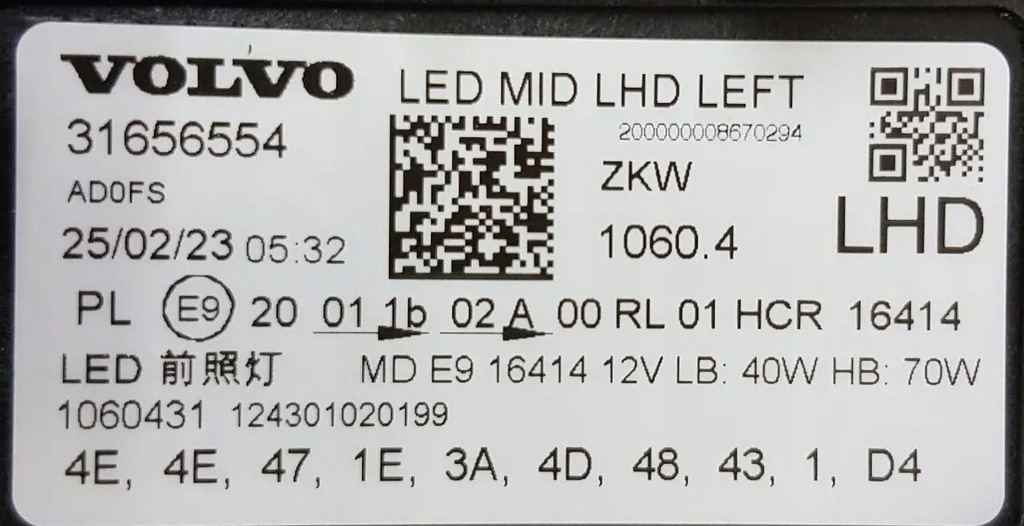 VOLVO LED MID LHD LEFT
31656554 200000008670294
AD0FS ZKW
LHD
25/02/23 05:32 1060.4
PL E9 20 01 1b 02 A 00 RL 01 HCR 16414
LED 前照灯 MD E9 16414 12V LB: 40W HB: 70W
1060431 124301020199
4E, 4E, 47, 1E, 3A, 4D, 48, 43, 1, D4